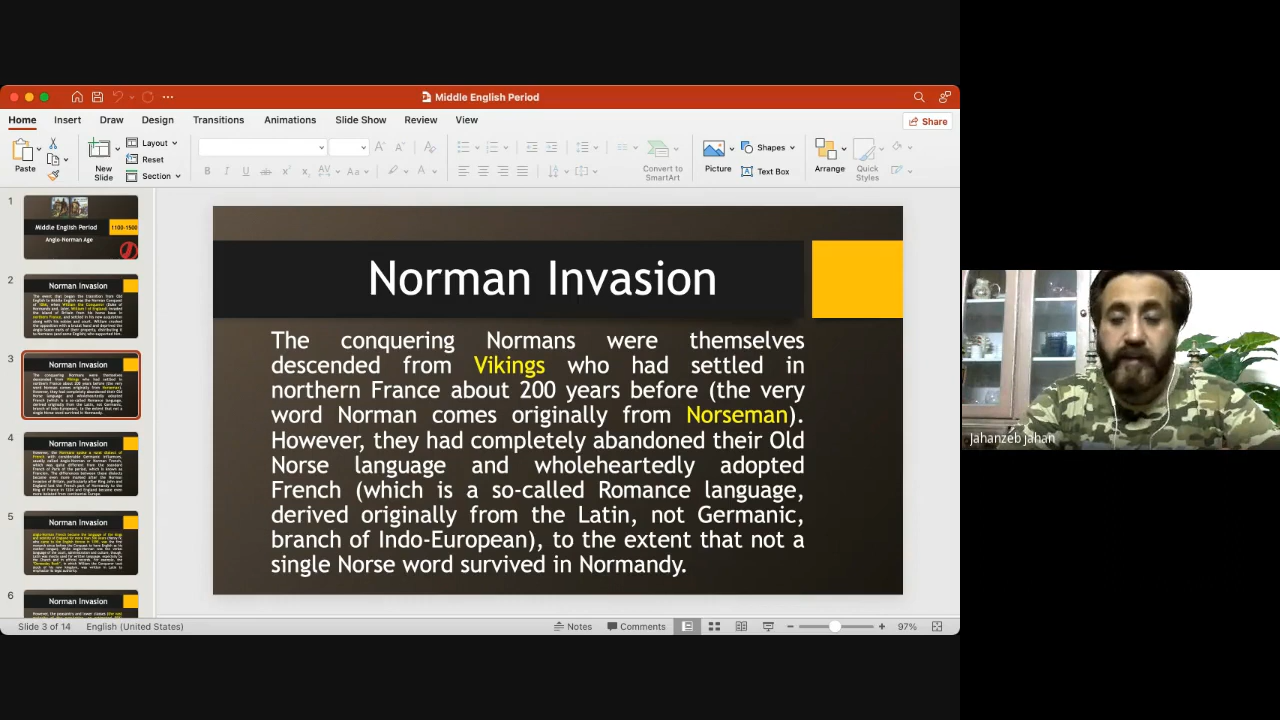 Middle English Period
Home Insert Draw Design Transitions Animations Slide Show Review View Share
Paste
New Slide
Layout
Reset
Section
Convert to SmartArt
Picture
Shapes
Text Box
Arrange
Quick Styles
1
Middle English Period
1100-1500
Anglo-Norman Age
2
Norman Invasion
3
Norman Invasion
4
Norman Invasion
5
Norman Invasion
6
Norman Invasion
Norman Invasion
The conquering Normans were themselves
descended from Vikings who had settled in
northern France about 200 years before (the very
word Norman comes originally from Norseman).
However, they had completely abandoned their Old
Norse language and wholeheartedly adopted
French (which is a so-called Romance language,
derived originally from the Latin, not Germanic,
branch of Indo-European), to the extent that not a
single Norse word survived in Normandy.
Slide 3 of 14 English (United States) Notes Comments 97%
Jahanzeb Jahan